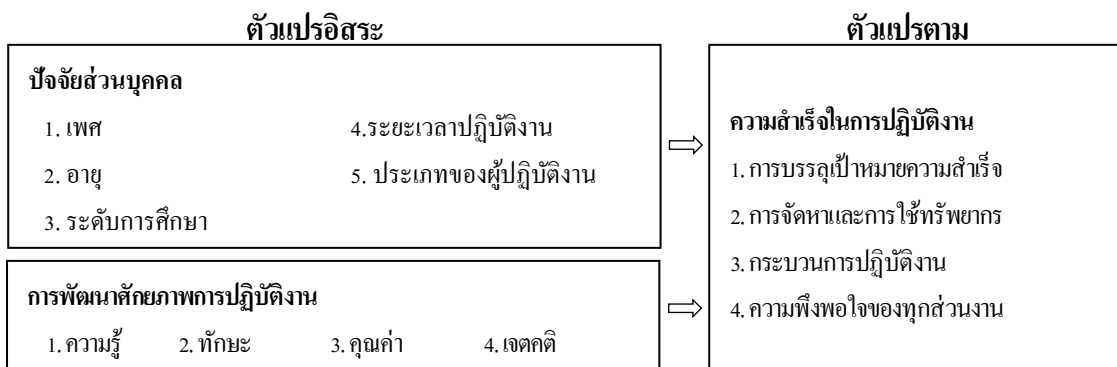 ตัวแปรอิสระ
ตัวแปรตาม
ปัจจัยส่วนบุคคล
1. เพศ
4.ระยะเวลาปฏิบัติงาน
2. อายุ
5. ประเภทของผู้ปฏิบัติงาน
3. ระดับการศึกษา
การพัฒนาศักยภาพการปฏิบัติงาน
1. ความรู้ 2. ทักษะ 3. คุณค่า 4. เจตคติ
ความสำเร็จในการปฏิบัติงาน
1. การบรรลุเป้าหมายความสำเร็จ
2. การจัดหาและการใช้ทรัพยากร
3. กระบวนการปฏิบัติงาน
4. ความพึงพอใจของทุกส่วนงาน